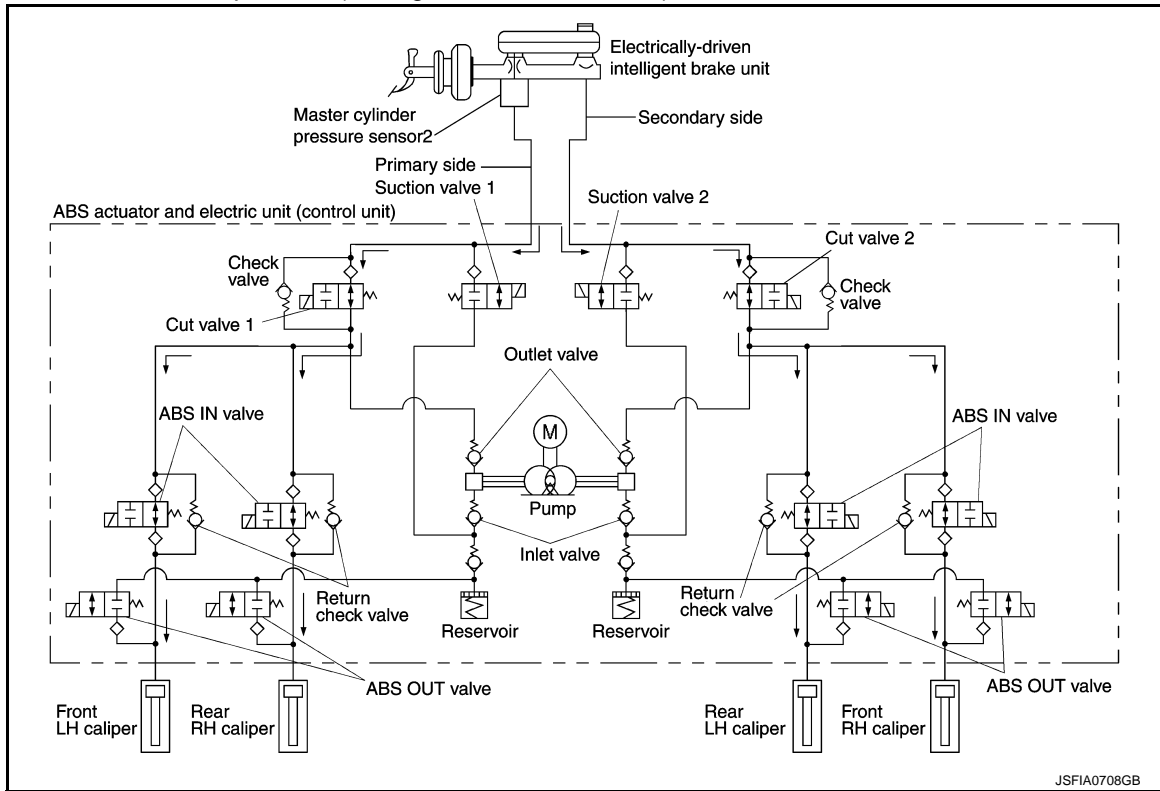 Electrically-driven
intelligent brake unit
Master cylinder
pressure sensor2
Secondary side
Primary side
Suction valve 1
Suction valve 2
ABS actuator and electric unit (control unit)
Cut valve 2
Check
valve
Check
valve
Cut valve 1
Outlet valve
ABS IN valve
ABS IN valve
M
Pump
Inlet valve
Return
check valve
Return
check valve
Reservoir
Reservoir
ABS OUT valve
ABS OUT valve
Front
LH caliper
Rear
RH caliper
Rear
LH caliper
Front
RH caliper
JSFIA0708GB